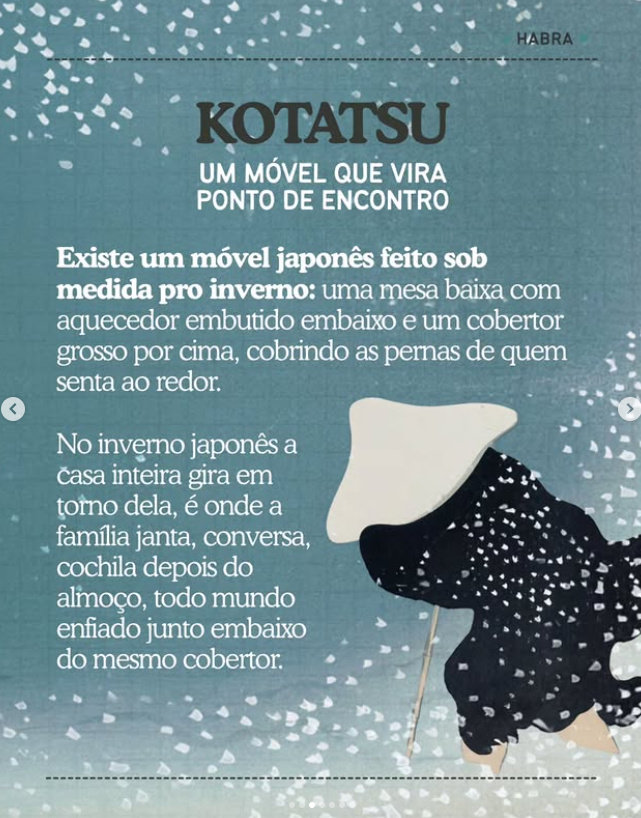 HABRA
KOTATSU
UM MÓVEL QUE VIRA
PONTO DE ENCONTRO
Existe um móvel japonês feito sob
medida pro inverno: uma mesa baixa com
aquecedor embutido embaixo e um cobertor
grosso por cima, cobrindo as pernas de quem
senta ao redor.
No inverno japonês a
casa inteira gira em
torno dela, é onde a
família janta, conversa,
cochila depois do
almoço, todo mundo
enfiado junto embaixo
do mesmo cobertor.